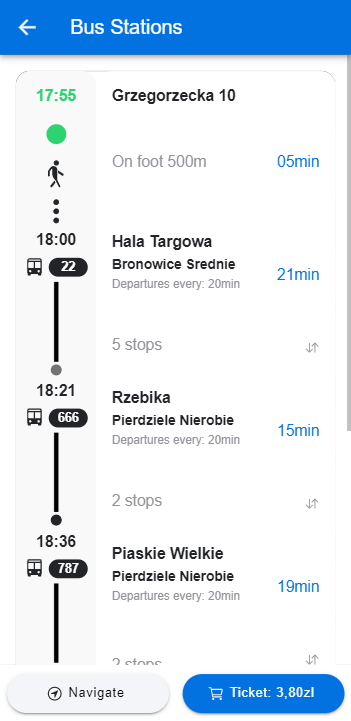 Bus Stations
17:55 Grzegorzecka 10
On foot 500m 05min
18:00 Hala Targowa
22 Bronowice Srednie
21min
Departures every: 20min
5 stops
18:21 Rzebika
666 Pierdziele Nierobie
15min
Departures every: 20min
2 stops
18:36 Piaskie Wielkie
787 Pierdziele Nierobie
19min
Departures every: 20min
2 stops
Navigate Ticket: 3,80zl